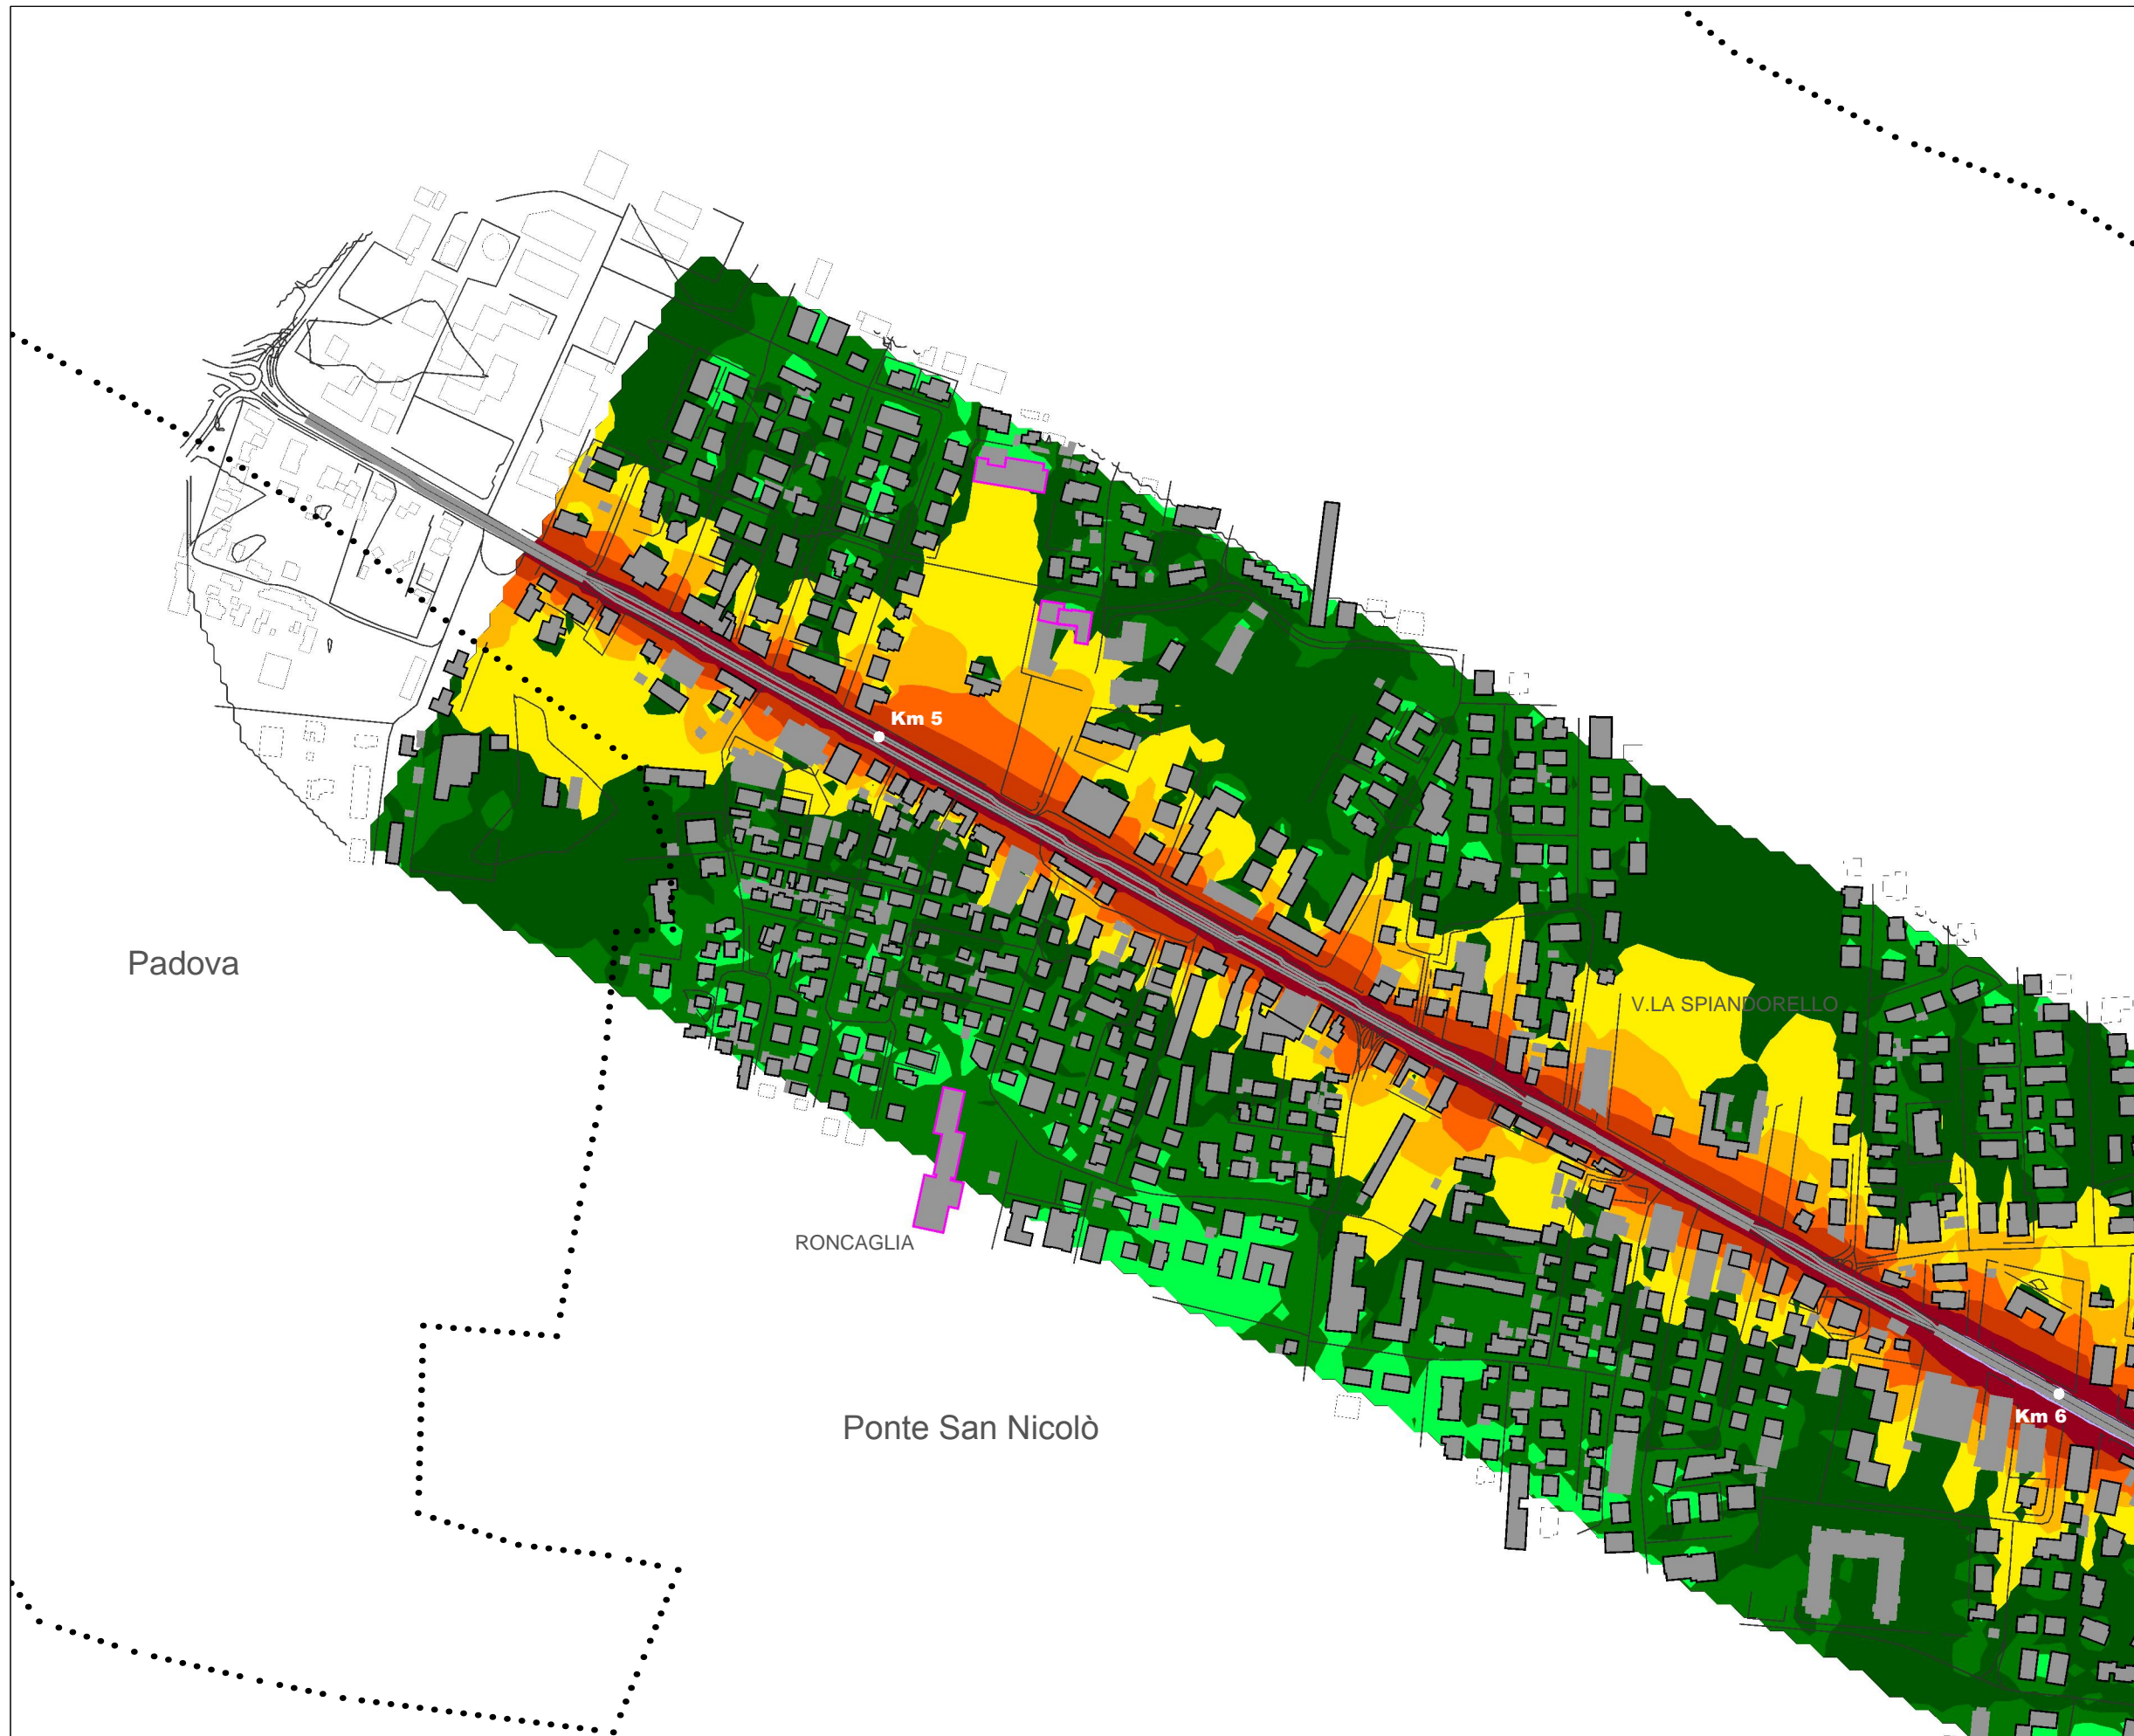 Km 5
Padova
V.LA SPIANDORELLO
RONCAGLIA
Km 6
Ponte San Nicolò